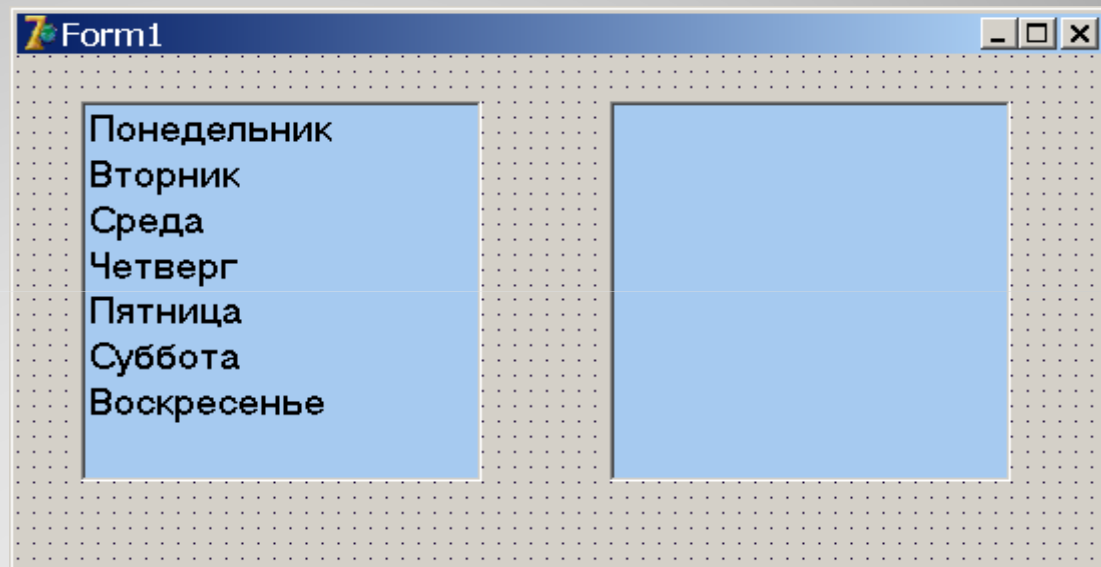 Form1
Понедельник
Вторник
Среда
Четверг
Пятница
Суббота
Воскресенье